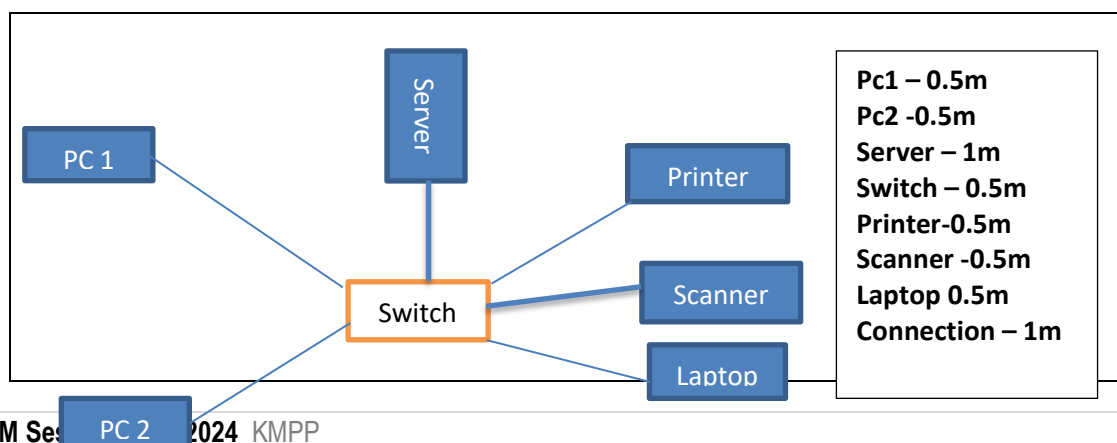 Server
PC 1
Printer
Switch
Scanner
Laptop
PC 2
Pc1 – 0.5m
Pc2 -0.5m
Server – 1m
Switch – 0.5m
Printer-0.5m
Scanner -0.5m
Laptop 0.5m
Connection – 1m
2024 KMPP